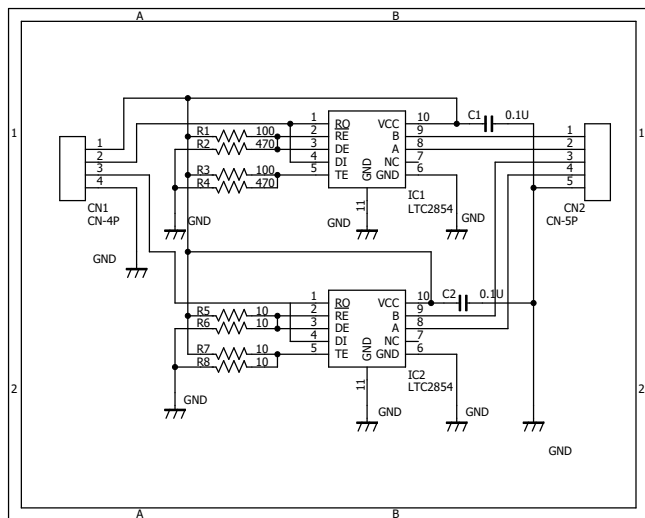 A B
1 1
C1 0.1U
R1 100 1 RO VCC 10
R2 470 2 RE B 9 1
1 3 DE A 8 2
2 4 DI NC 7 3
3 R3 100 5 TE GND 6 4
4 R4 470 GND 5
CN1 11 IC1 CN2
CN-4P LTC2854 CN-5P
GND GND GND
GND
C2 0.1U
R5 10 1 RO VCC 10
R6 10 2 RE B 9
3 DE A 8
4 DI NC 7
R7 10 5 TE GND 6
R8 10 GND
11 IC2
LTC2854
2 2
GND GND GND
GND
A B